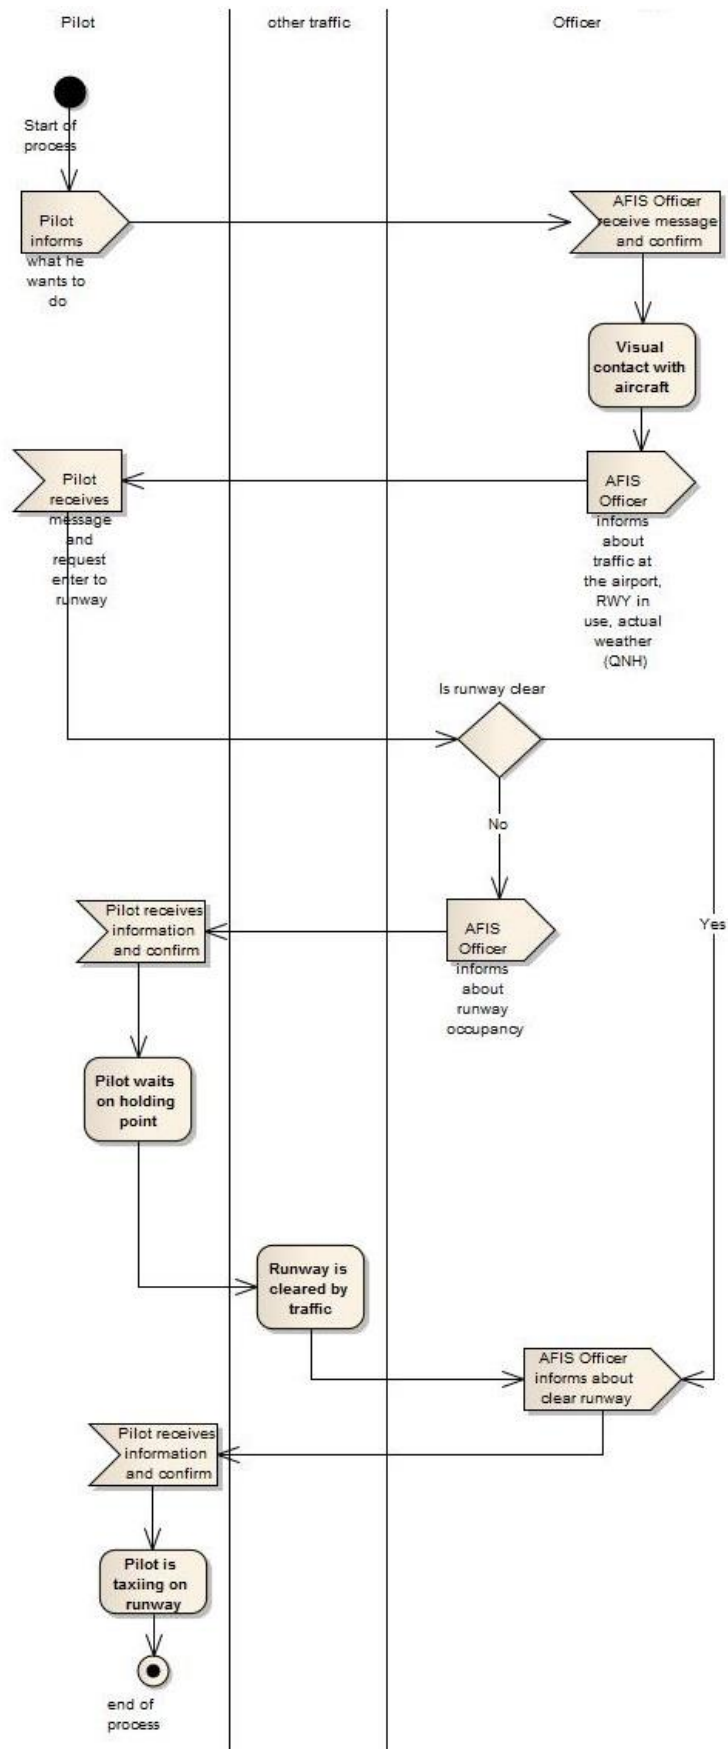 Pilot
other traffic
Officer
Start of
process
Pilot
informs
what he
wants to
do
AFIS Officer
receive message
and confirm
Visual
contact with
aircraft
Pilot
receives
message
and
request
enter to
runway
AFIS
Officer
informs
about
traffic at
the airport,
RWY in
use, actual
weather
(QNH)
Is runway clear
No
Yes
Pilot receives
information
and confirm
AFIS
Officer
informs
about
runway
occupancy
Pilot waits
on holding
point
Runway is
cleared by
traffic
AFIS Officer
informs about
clear runway
Pilot receives
information
and confirm
Pilot is
taxiing on
runway
end of
process